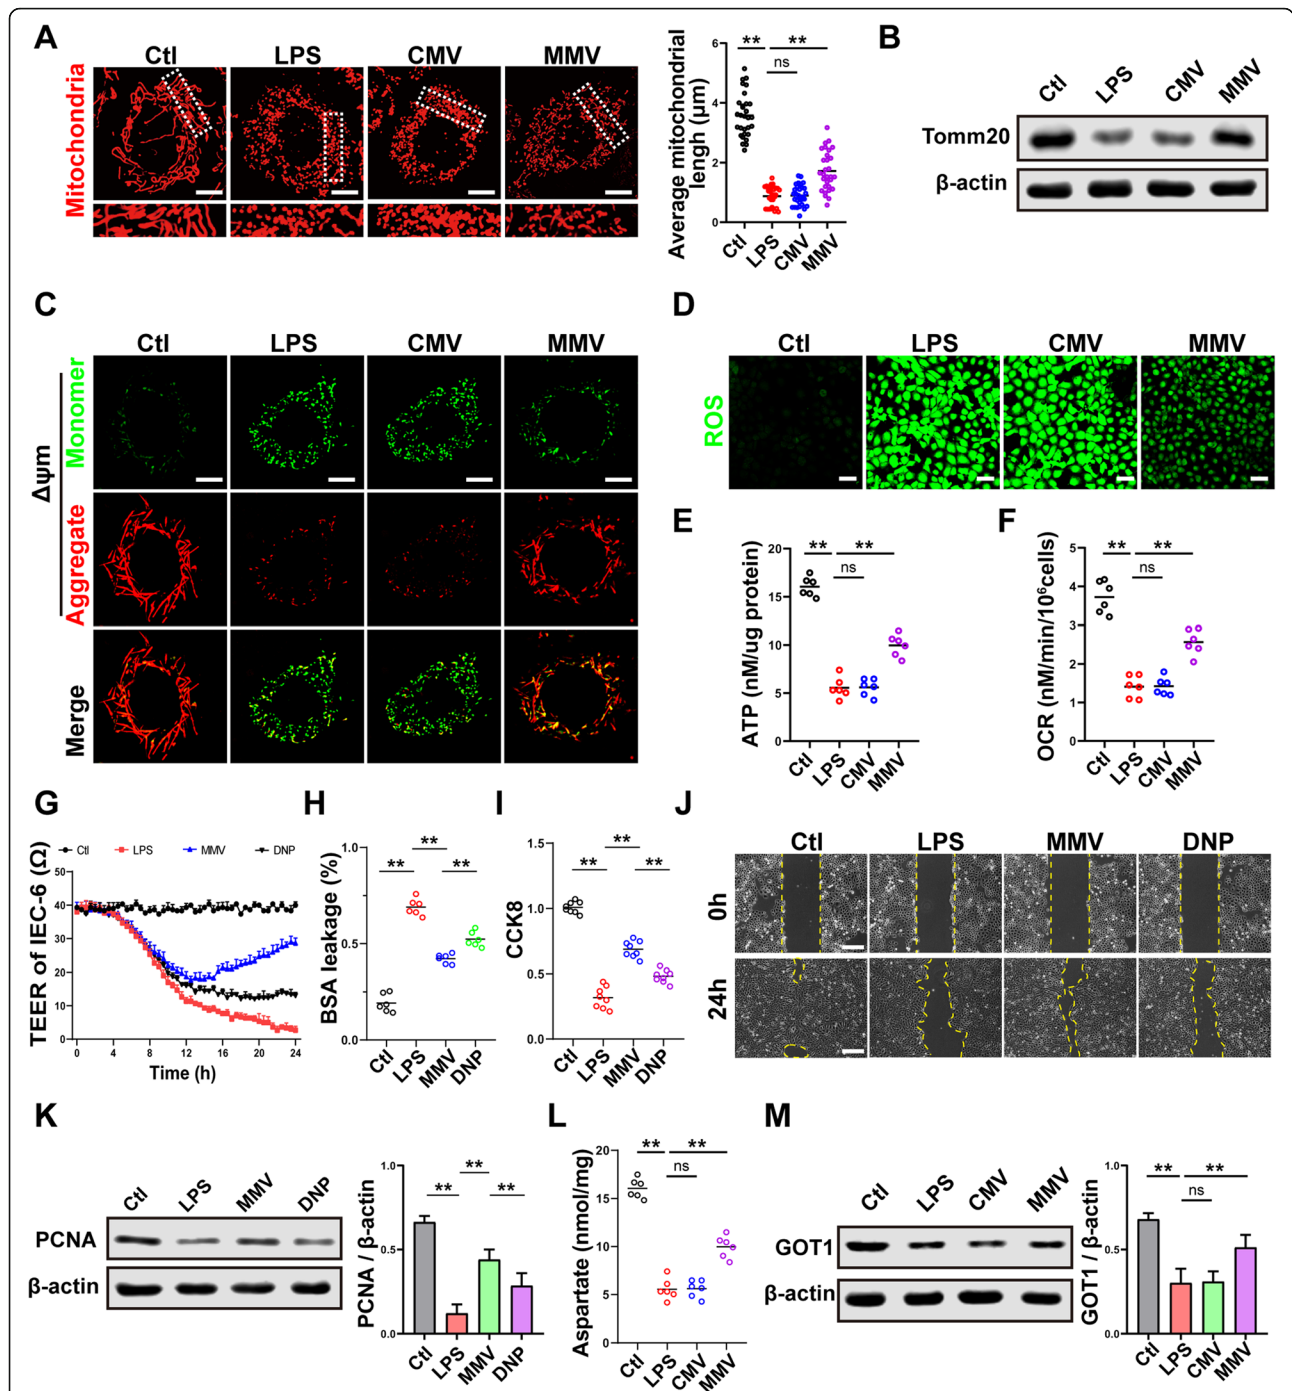 A
Ctl LPS CMV MMV
Mitochondria
Average mitochondrial
lengh (μm)
6
4
2
0
** **
ns
Ctl LPS CMV MMV
B
Ctl LPS CMV MMV
Tomm20
β-actin
C
Ctl LPS CMV MMV
Δψm
Monomer
Aggregate
Merge
D
Ctl LPS CMV MMV
ROS
E
ATP (nM/ug protein)
20
15
10
5
0
** **
ns
Ctl LPS CMV MMV
F
OCR (nM/min/10⁶cells)
5
4
3
2
1
0
** **
ns
Ctl LPS CMV MMV
G
Ctl LPS MMV DNP
TEER of IEC-6 (Ω)
50
40
30
20
10
0
0 4 8 12 16 20 24
Time (h)
H
BSA leakage (%)
1.0
0.5
0.0
** ** **
Ctl LPS MMV DNP
I
CCK8
1.5
1.0
0.5
0.0
** ** **
Ctl LPS MMV DNP
J
Ctl LPS MMV DNP
0h
24h
K
Ctl LPS MMV DNP
PCNA
β-actin
PCNA / β-actin
1.0
0.5
0.0
** ** **
Ctl LPS MMV DNP
L
Aspartate (nmol/mg)
20
15
10
5
0
** **
ns
Ctl LPS CMV MMV
M
Ctl LPS CMV MMV
GOT1
β-actin
GOT1 / β-actin
1.0
0.5
0.0
** **
ns
Ctl LPS CMV MMV